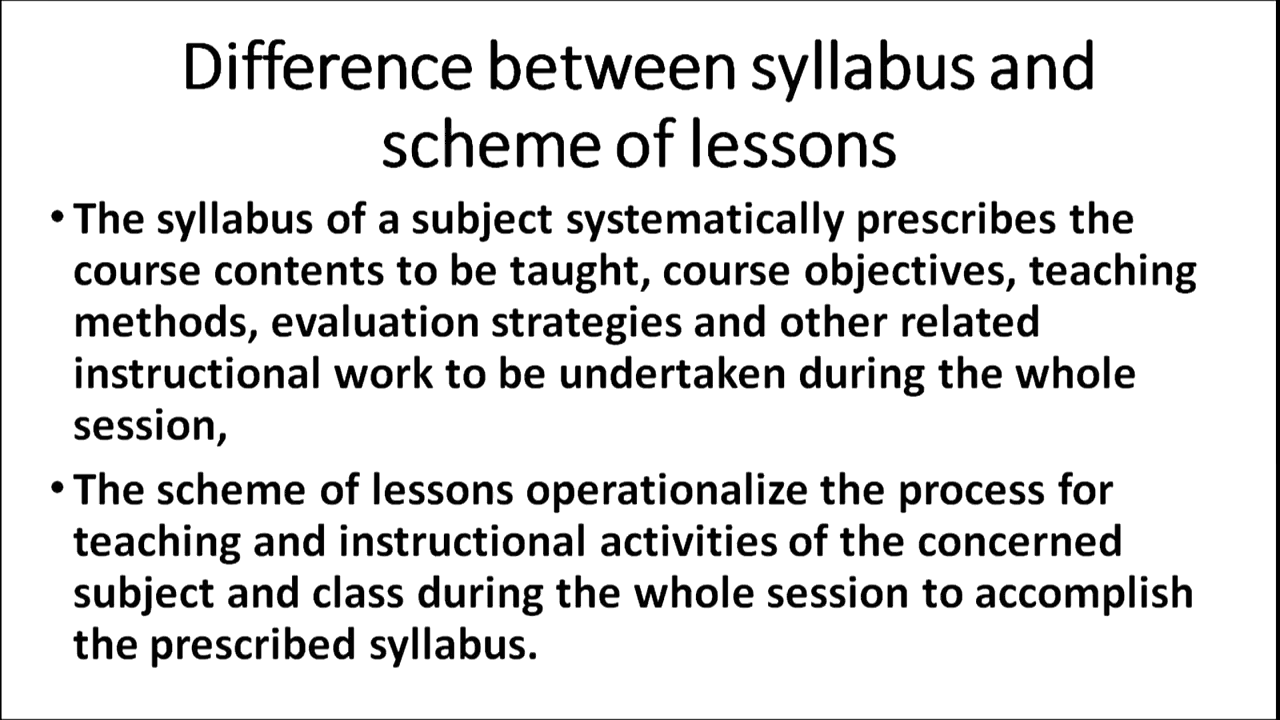 Difference between syllabus and
scheme of lessons
• The syllabus of a subject systematically prescribes the
course contents to be taught, course objectives, teaching
methods, evaluation strategies and other related
instructional work to be undertaken during the whole
session,
• The scheme of lessons operationalize the process for
teaching and instructional activities of the concerned
subject and class during the whole session to accomplish
the prescribed syllabus.